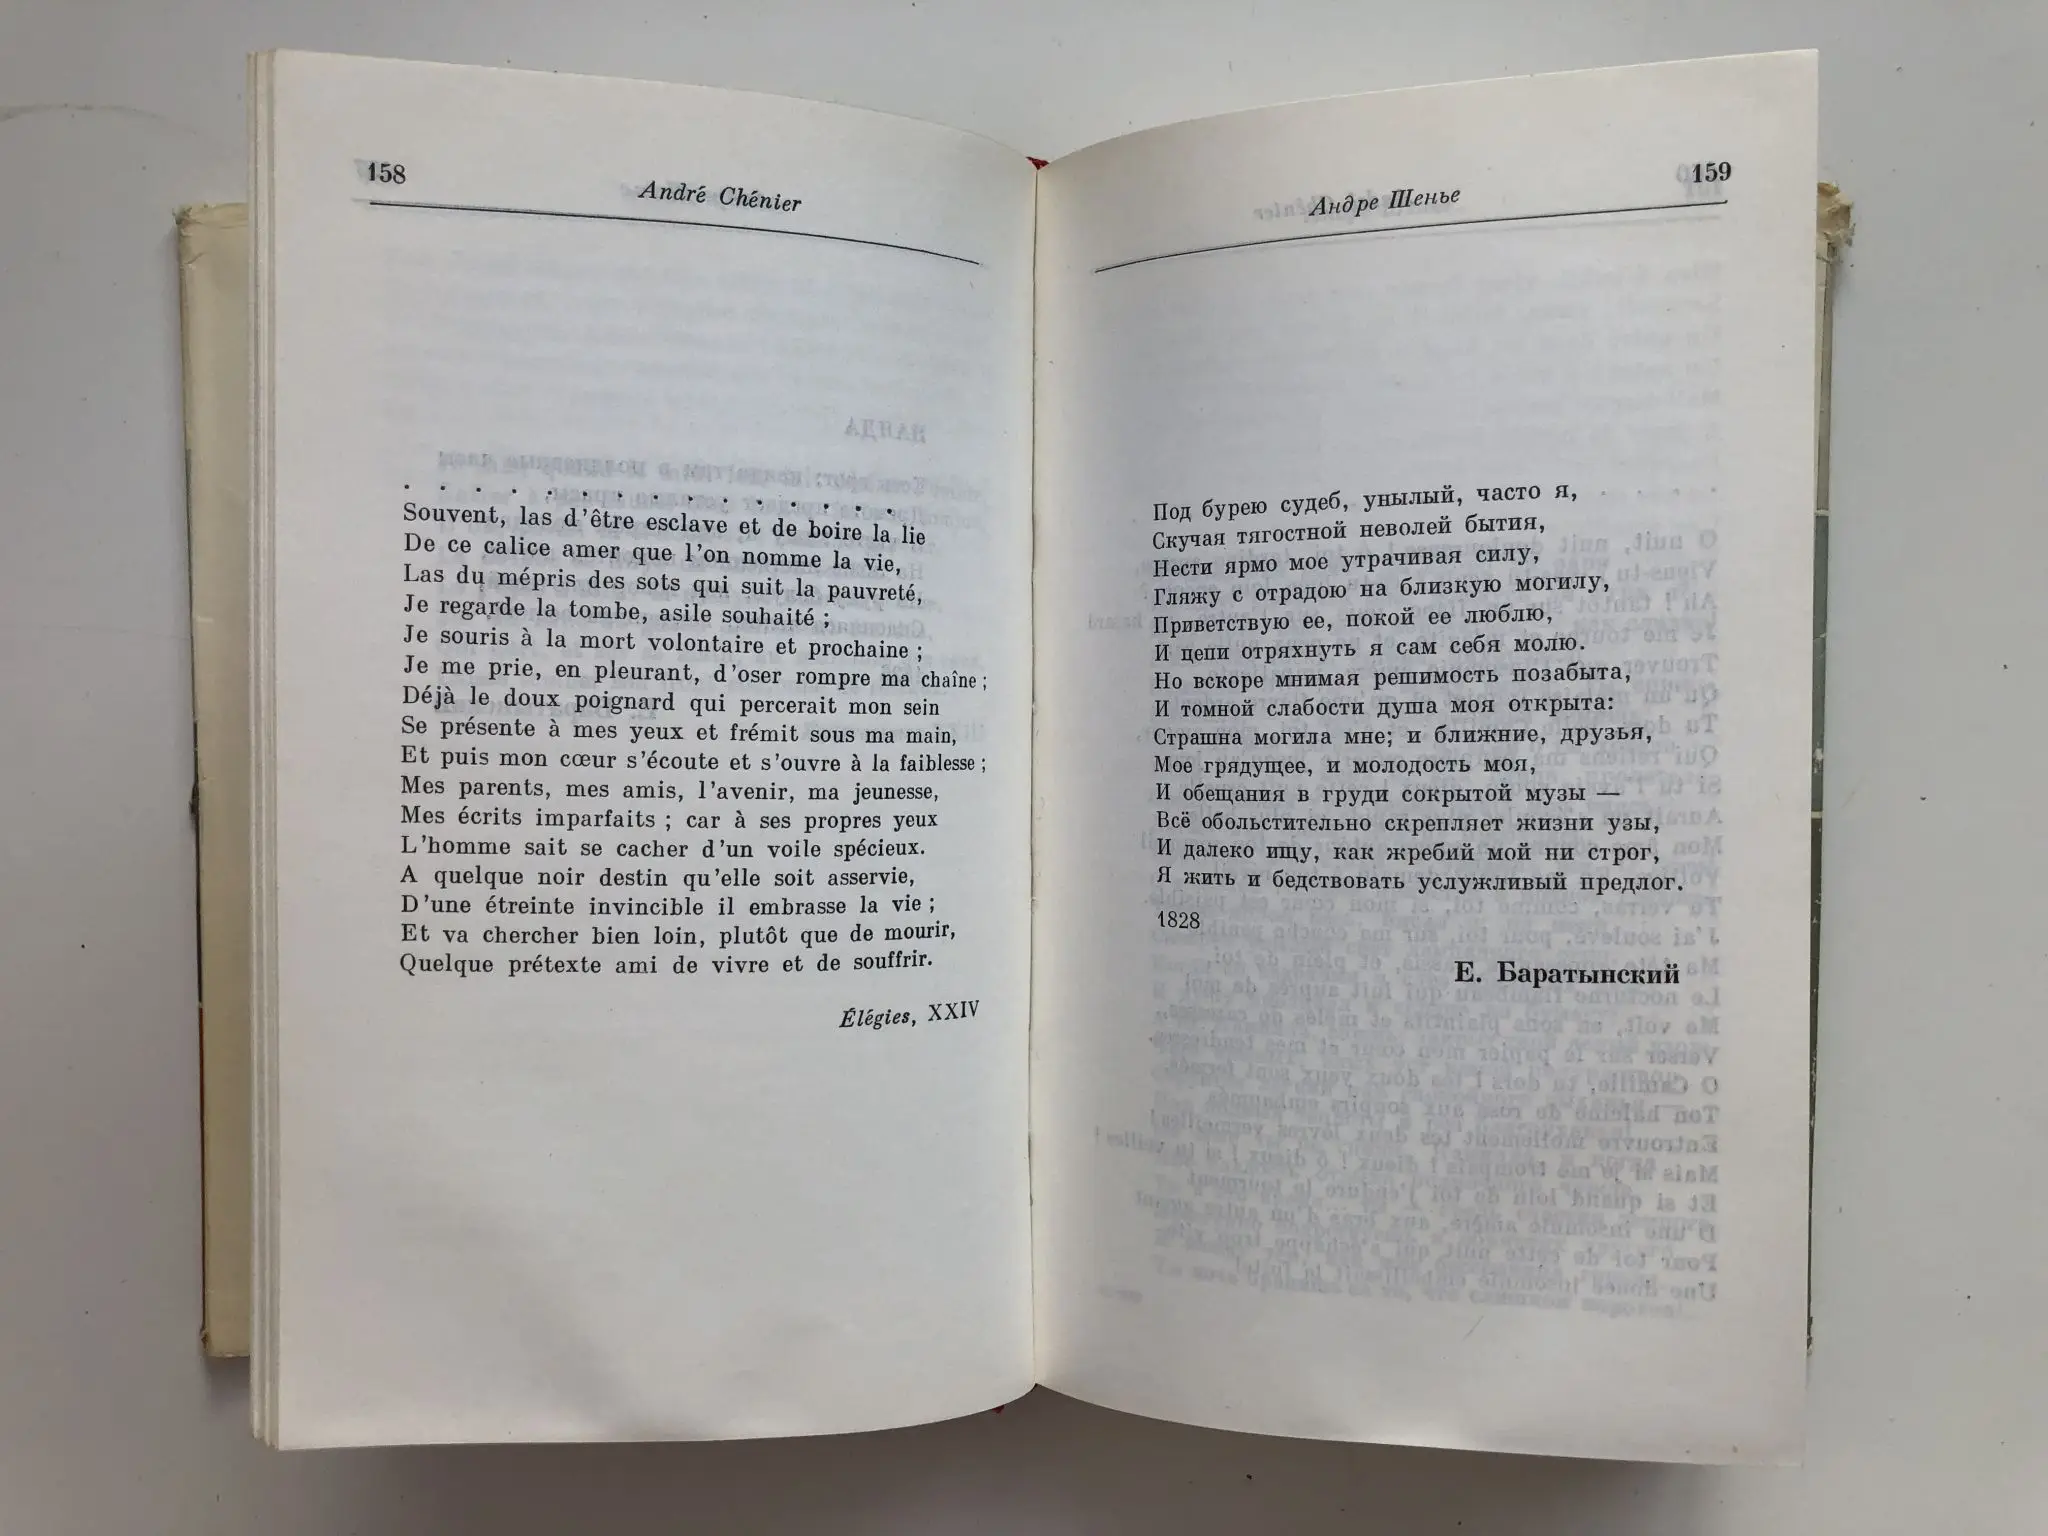 158
André Chénier
. . . . . . . . . . . . . .
Souvent, las d'être esclave et de boire la lie
De ce calice amer que l'on nomme la vie,
Las du mépris des sots qui suit la pauvreté,
Je regarde la tombe, asile souhaité ;
Je souris à la mort volontaire et prochaine ;
Je me prie, en pleurant, d'oser rompre ma chaîne ;
Déjà le doux poignard qui percerait mon sein
Se présente à mes yeux et frémit sous ma main,
Et puis mon cœur s'écoute et s'ouvre à la faiblesse ;
Mes parents, mes amis, l'avenir, ma jeunesse,
Mes écrits imparfaits ; car à ses propres yeux
L'homme sait se cacher d'un voile spécieux.
A quelque noir destin qu'elle soit asservie,
D'une étreinte invincible il embrasse la vie ;
Et va chercher bien loin, plutôt que de mourir,
Quelque prétexte ami de vivre et de souffrir.
Élégies, XXIV
159
Андре Шенье
Под бурею судеб, унылый, часто я,
Скучая тягостной неволей бытия,
Нести ярмо мое утрачивая силу,
Гляжу с отрадою на близкую могилу,
Приветствую ее, покой ее люблю,
И цепи отряхнуть я сам себя молю.
Но вскоре мнимая решимость позабыта,
И томной слабости душа моя открыта:
Страшна могила мне; и ближние, друзья,
Мое грядущее, и молодость моя,
И обещания в груди сокрытой музы —
Всё обольстительно скрепляет жизни узы,
И далеко ищу, как жребий мой ни строг,
Я жить и бедствовать услужливый предлог.
1828
Е. Баратынский